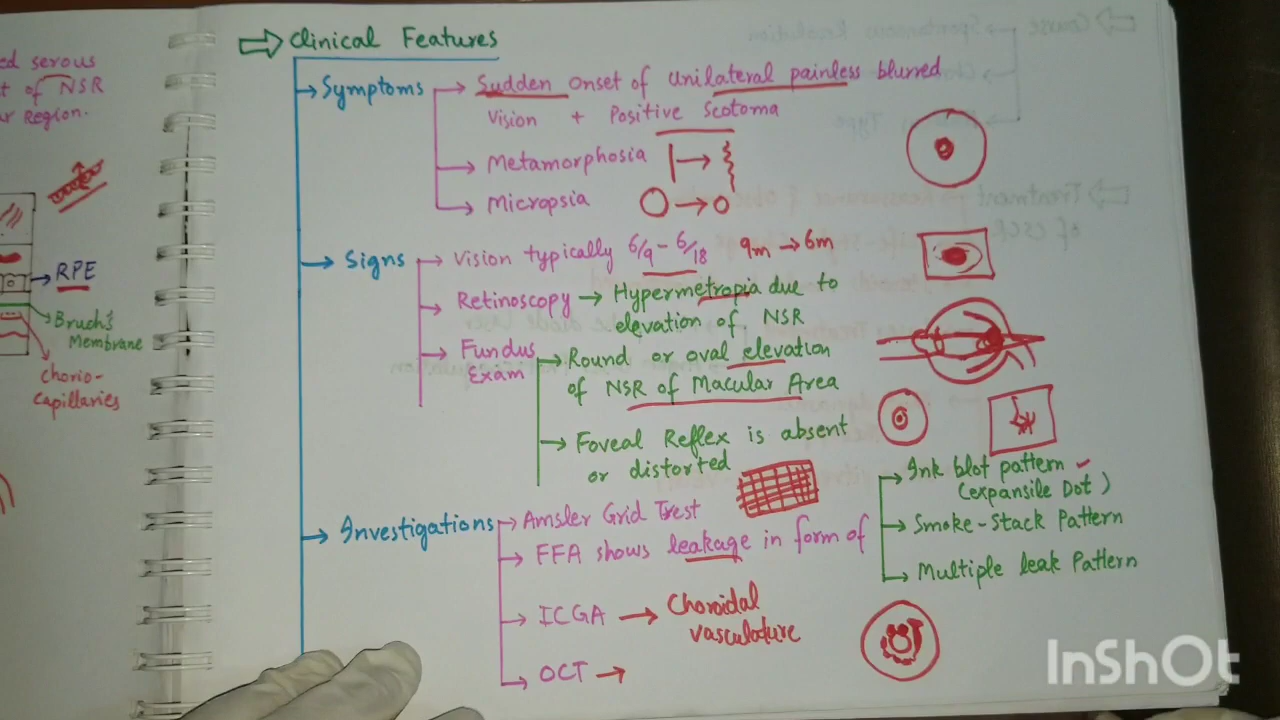 ed serous
t of NSR
r Region.
RPE
Bruch's
Membrane
Chorio-
Capillaries
Clinical Features
Symptoms
Sudden Onset of Unilateral painless blurred
Vision + Positive Scotoma
Metamorphosia
Micropsia
Signs
Vision typically 6/9 - 6/18 9m → 6m
Retinoscopy → Hypermetropia due to
elevation of NSR
Fundus
Exam
Round or oval elevation
of NSR of Macular Area
Foveal Reflex is absent
or distorted
Investigations
Amsler Grid Trest
FFA shows leakage in form of
Ink blot pattern
(expansile Dot)
Smoke-Stack Pattern
Multiple leak Pattern
ICGA → Choroidal
vasculature
OCT →
InShOt